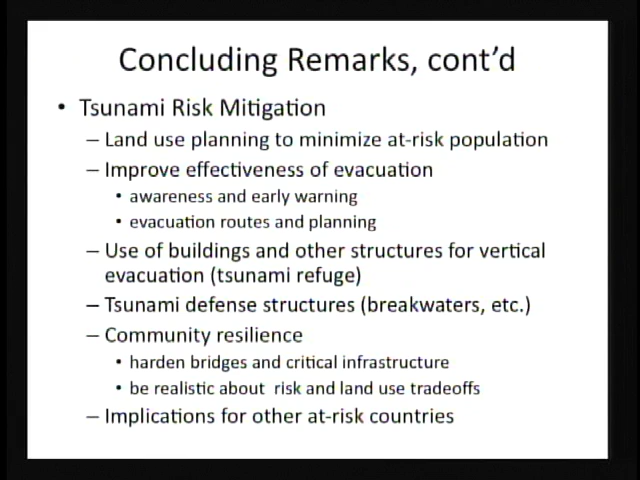 Concluding Remarks, cont'd
• Tsunami Risk Mitigation
– Land use planning to minimize at-risk population
– Improve effectiveness of evacuation
• awareness and early warning
• evacuation routes and planning
– Use of buildings and other structures for vertical
evacuation (tsunami refuge)
– Tsunami defense structures (breakwaters, etc.)
– Community resilience
• harden bridges and critical infrastructure
• be realistic about  risk and land use tradeoffs
– Implications for other at-risk countries